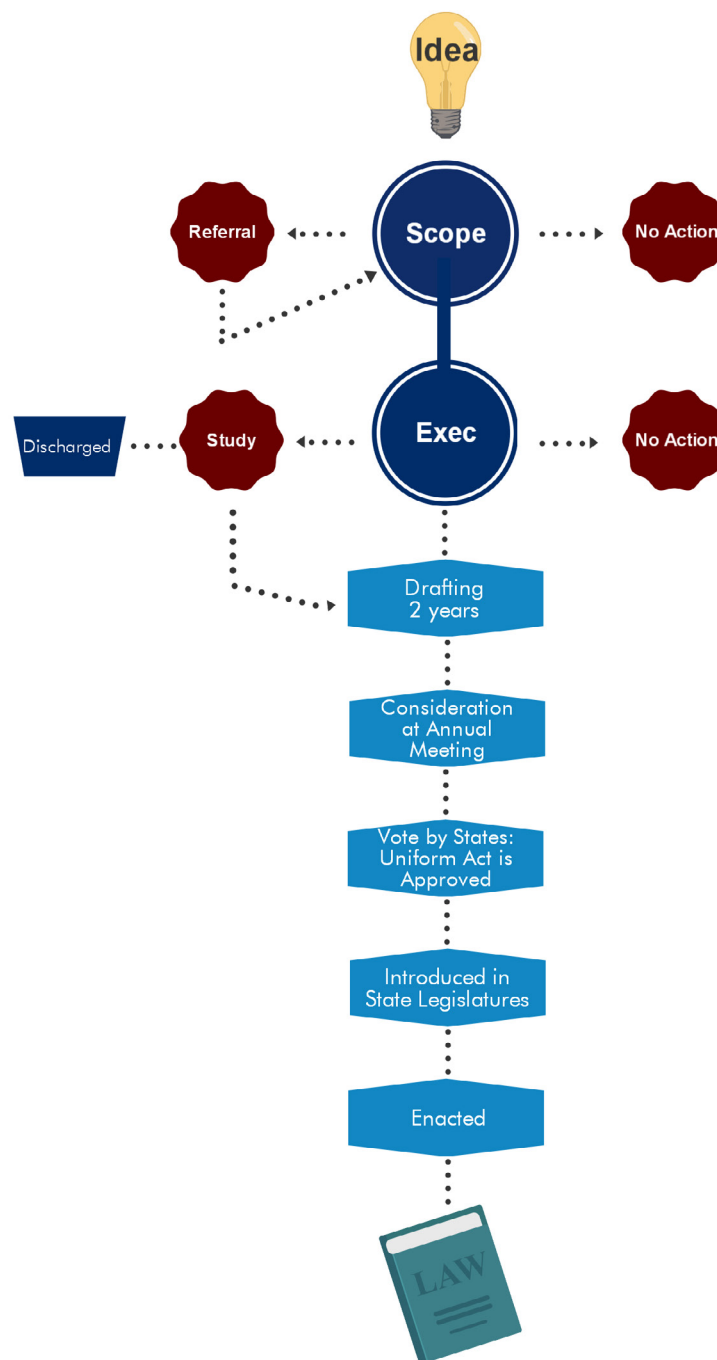 Idea
Referral
Scope
No Action
Discharged
Study
Exec
No Action
Drafting
2 years
Consideration
at Annual
Meeting
Vote by States:
Uniform Act is
Approved
Introduced in
State Legislatures
Enacted
LAW